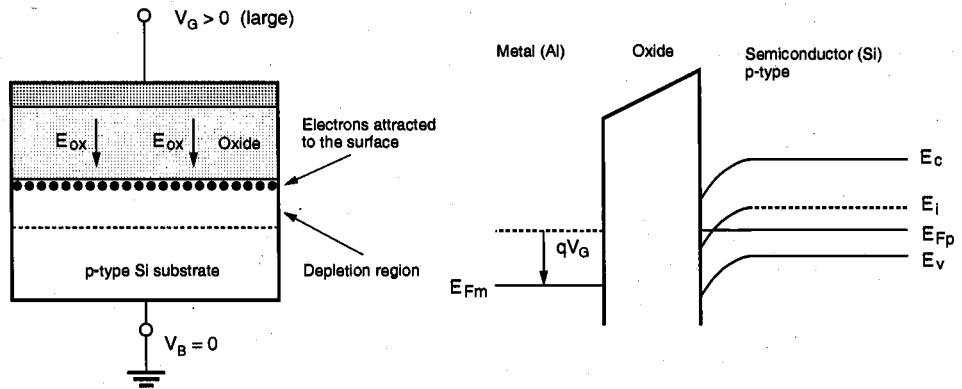 V_G > 0 (large)
E_ox
E_ox
Oxide
Electrons attracted
to the surface
p-type Si substrate
Depletion region
V_B = 0
Metal (Al)
Oxide
Semiconductor (Si)
p-type
E_c
E_i
E_Fp
E_v
qV_G
E_Fm